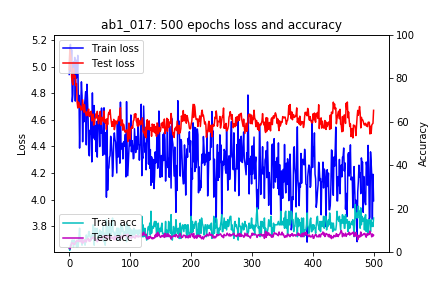 ab1_017: 500 epochs loss and accuracy
Train loss
Test loss
Train acc
Test acc
Loss
5.2
5.0
4.8
4.6
4.4
4.2
4.0
3.8
Accuracy
100
80
60
40
20
0
0 100 200 300 400 500